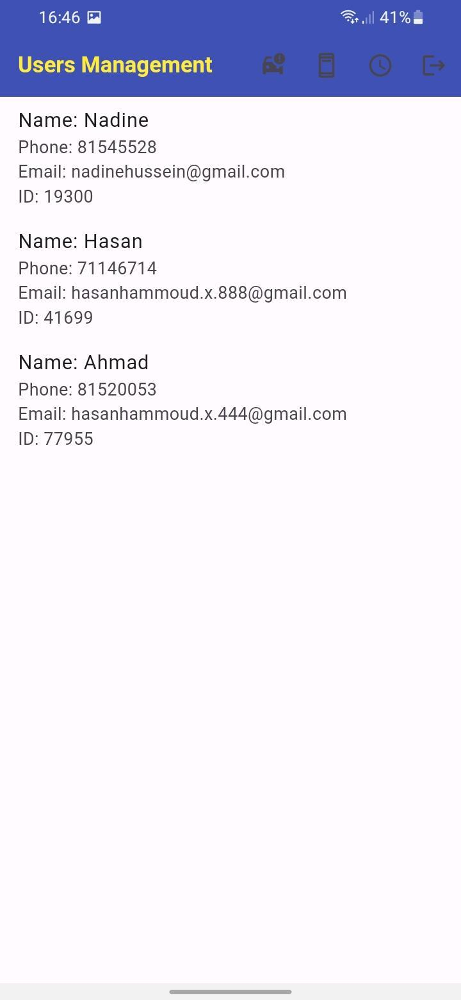 16:46
41%
Users Management
Name: Nadine
Phone: 81545528
Email: nadinehussein@gmail.com
ID: 19300
Name: Hasan
Phone: 71146714
Email: hasanhammoud.x.888@gmail.com
ID: 41699
Name: Ahmad
Phone: 81520053
Email: hasanhammoud.x.444@gmail.com
ID: 77955